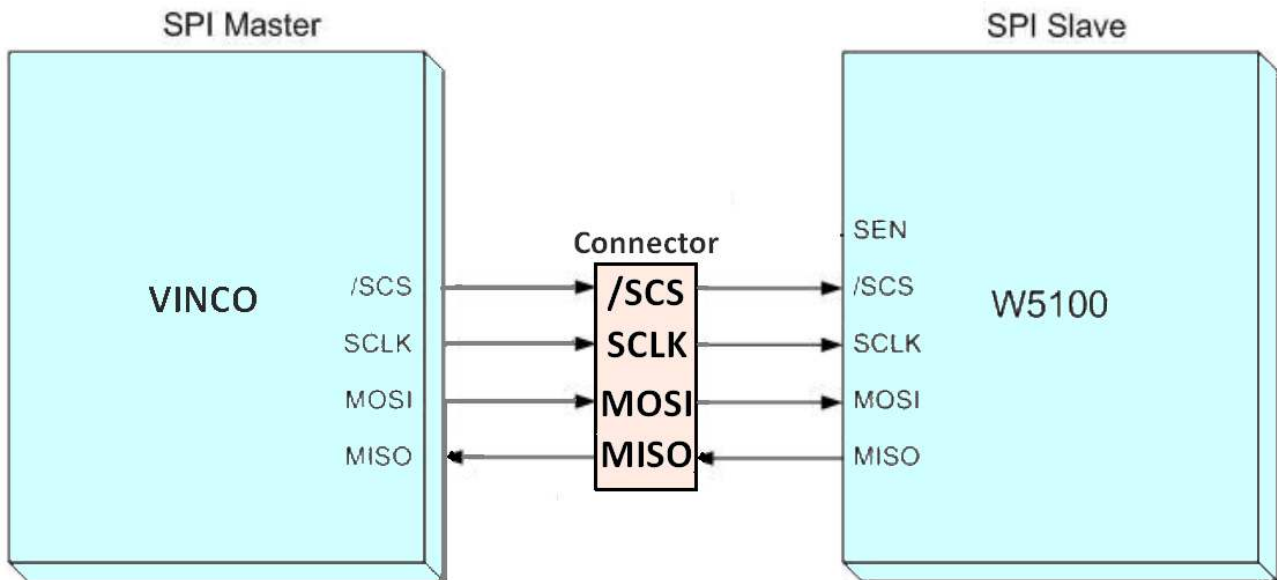 SPI Master
SPI Slave
VINCO
/SCS
SCLK
MOSI
MISO
Connector
/SCS
SCLK
MOSI
MISO
SEN
/SCS
SCLK
MOSI
MISO
W5100